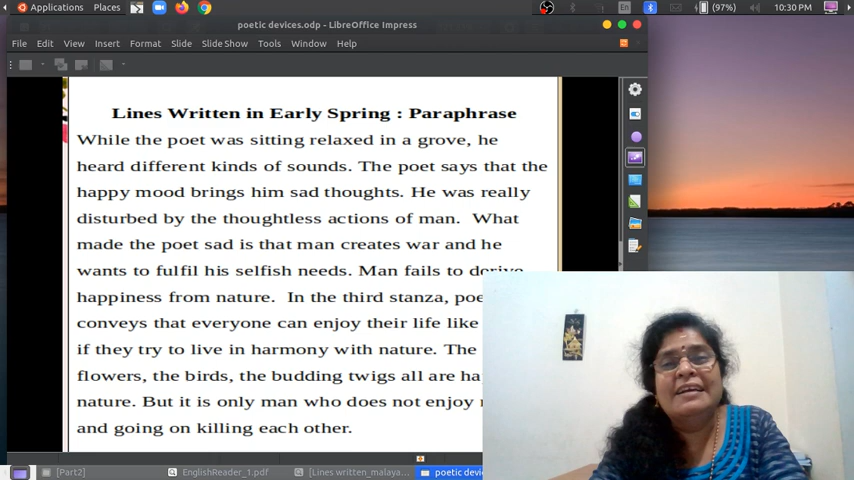 Applications Places En (97%) 10:30 PM
poetic devices.odp - LibreOffice Impress
File Edit View Insert Format Slide Slide Show Tools Window Help
Lines Written in Early Spring : Paraphrase
While the poet was sitting relaxed in a grove, he
heard different kinds of sounds. The poet says that the
happy mood brings him sad thoughts. He was really
disturbed by the thoughtless actions of man. What
made the poet sad is that man creates war and he
wants to fulfil his selfish needs. Man fails to derive
happiness from nature. In the third stanza, poe
conveys that everyone can enjoy their life like
if they try to live in harmony with nature. The
flowers, the birds, the budding twigs all are ha
nature. But it is only man who does not enjoy
and going on killing each other.
[Part2] EnglishReader_1.pdf [Lines written_malaya... poetic devi